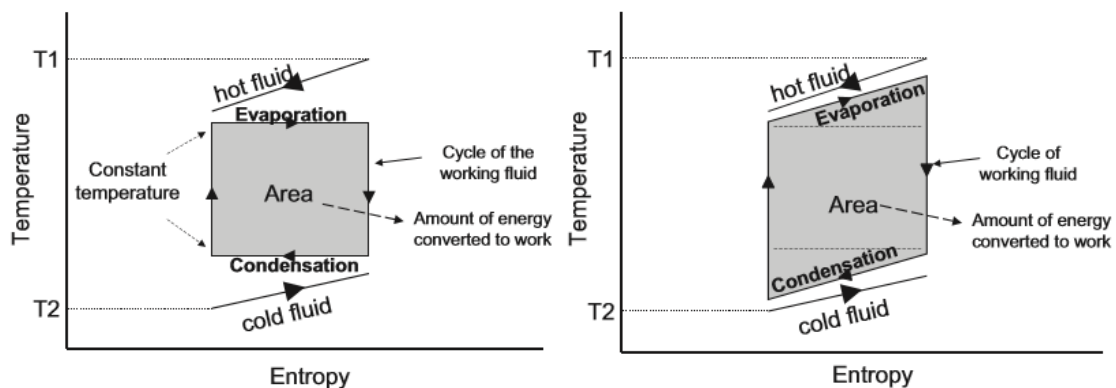 T1
hot fluid
Evaporation
Constant
temperature
Area
Cycle of the
working fluid
Amount of energy
converted to work
Condensation
cold fluid
T2
Temperature
Entropy
T1
hot fluid
Evaporation
Cycle of
working fluid
Area
Amount of energy
converted to work
Condensation
cold fluid
T2
Temperature
Entropy